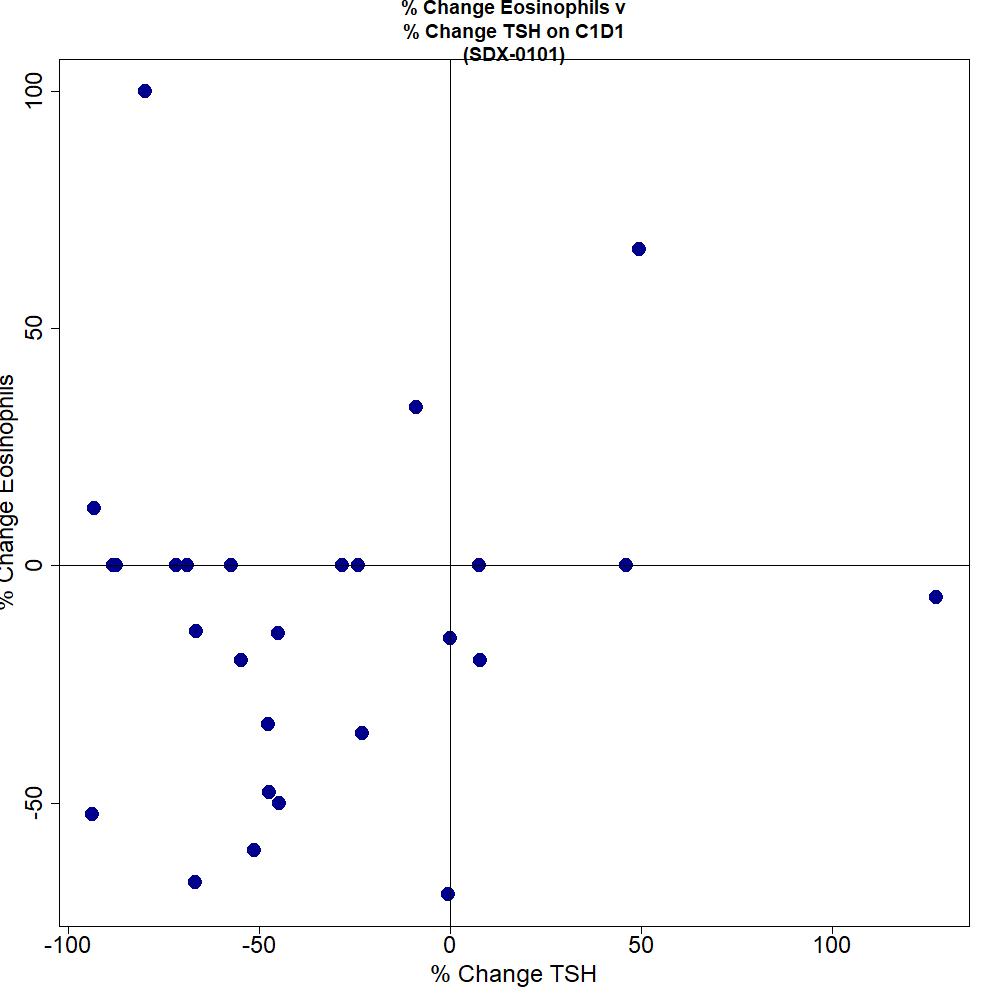 % Change Eosinophils v
% Change TSH on C1D1
(SDX-0101)
% Change Eosinophils
100
50
0
-50
-100
-50
0
50
100
% Change TSH